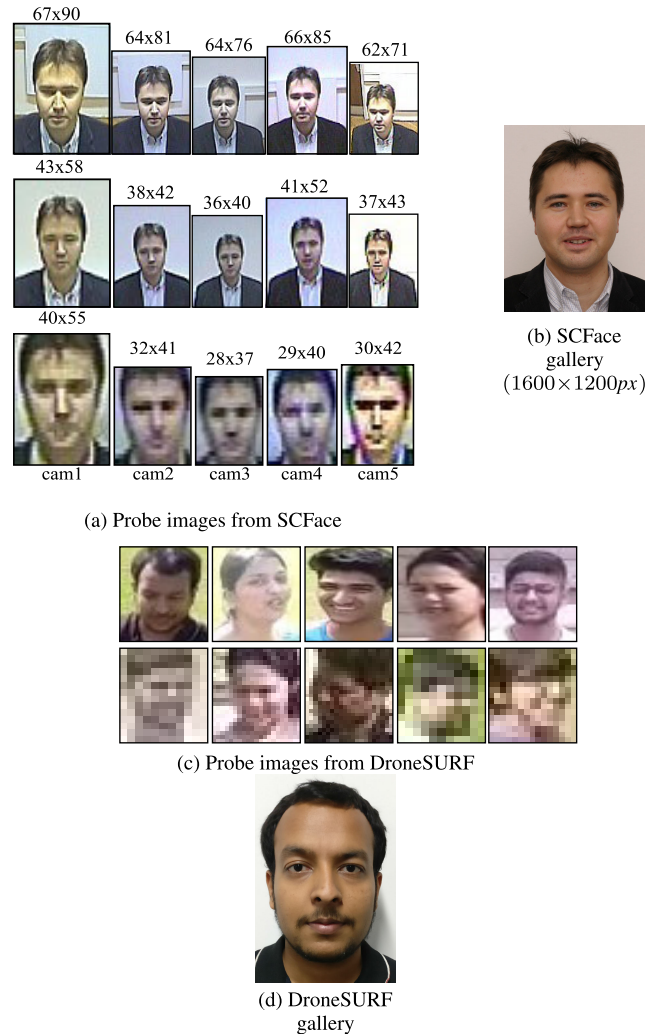 67x90
64x81
64x76
66x85
62x71
43x58
38x42
36x40
41x52
37x43
40x55
32x41
28x37
29x40
30x42
cam1
cam2
cam3
cam4
cam5
(a) Probe images from SCFace
(b) SCFace
gallery
(1600×1200px)
(c) Probe images from DroneSURF
(d) DroneSURF
gallery